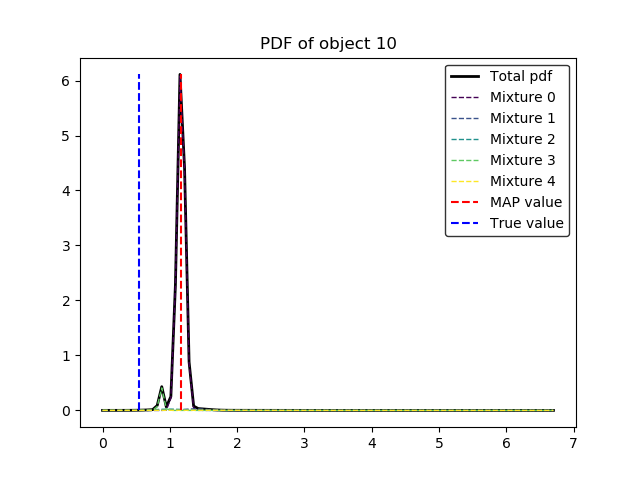 PDF of object 10
6
5
4
3
2
1
0
Total pdf
Mixture 0
Mixture 1
Mixture 2
Mixture 3
Mixture 4
MAP value
True value
0 1 2 3 4 5 6 7